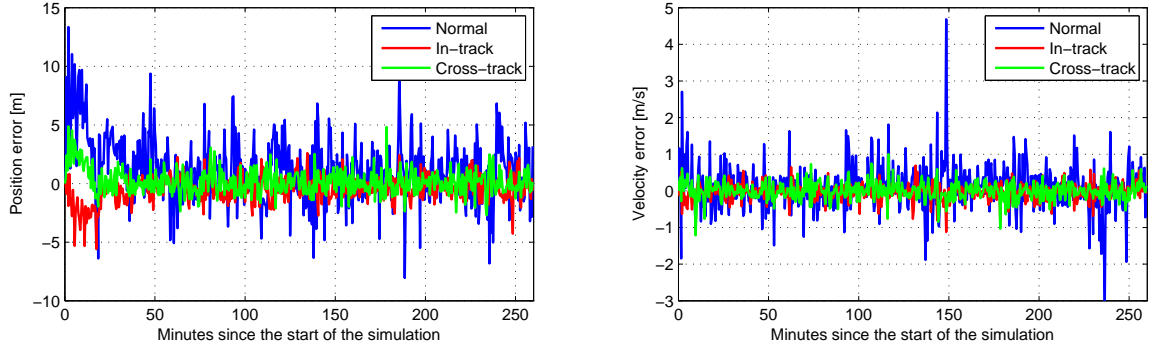 15
10
5
0
−5
−10
Position error [m]
Normal
In−track
Cross−track
0 50 100 150 200 250
Minutes since the start of the simulation
5
4
3
2
1
0
−1
−2
−3
Velocity error [m/s]
Normal
In−track
Cross−track
0 50 100 150 200 250
Minutes since the start of the simulation